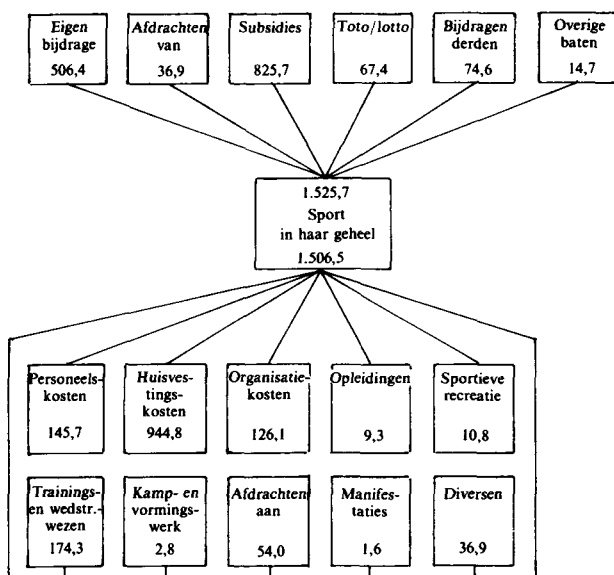 Eigen
bijdrage
506,4
Afdrachten
van
36,9
Subsidies
825,7
Toto/lotto
67,4
Bijdragen
derden
74,6
Overige
baten
14,7
1.525,7
Sport
in haar geheel
1.506,5
Personeels-
kosten
145,7
Huisves-
tings-
kosten
944,8
Organisatie-
kosten
126,1
Opleidingen
9,3
Sportieve
recreatie
10,8
Trainings-
en wedstr.-
wezen
174,3
Kamp- en
vormings-
werk
2,8
Afdrachten
aan
54,0
Manifes-
taties
1,6
Diversen
36,9